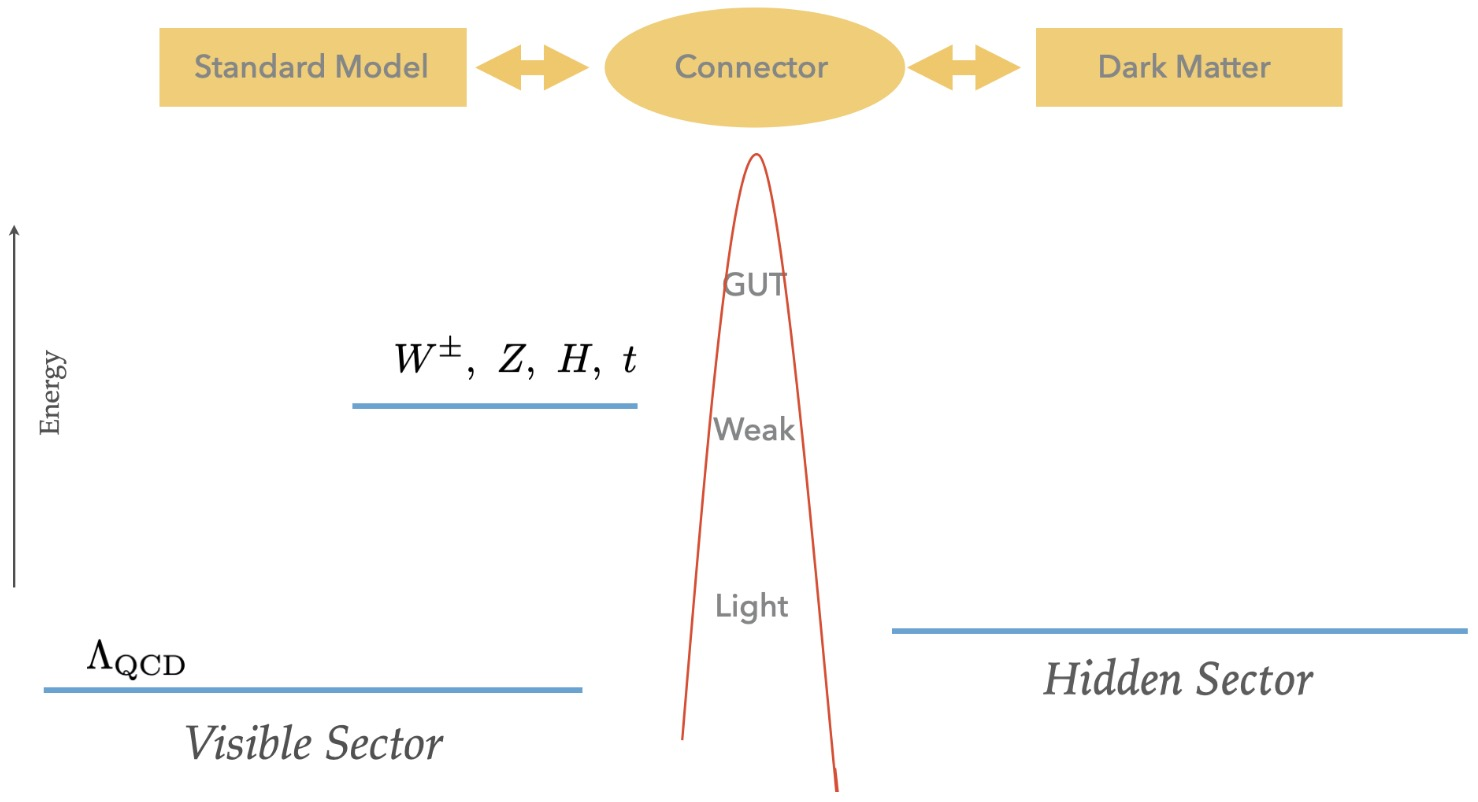 Standard Model
Connector
Dark Matter
GUT
W±, Z, H, t
Energy
Weak
Light
Λ_QCD
Hidden Sector
Visible Sector